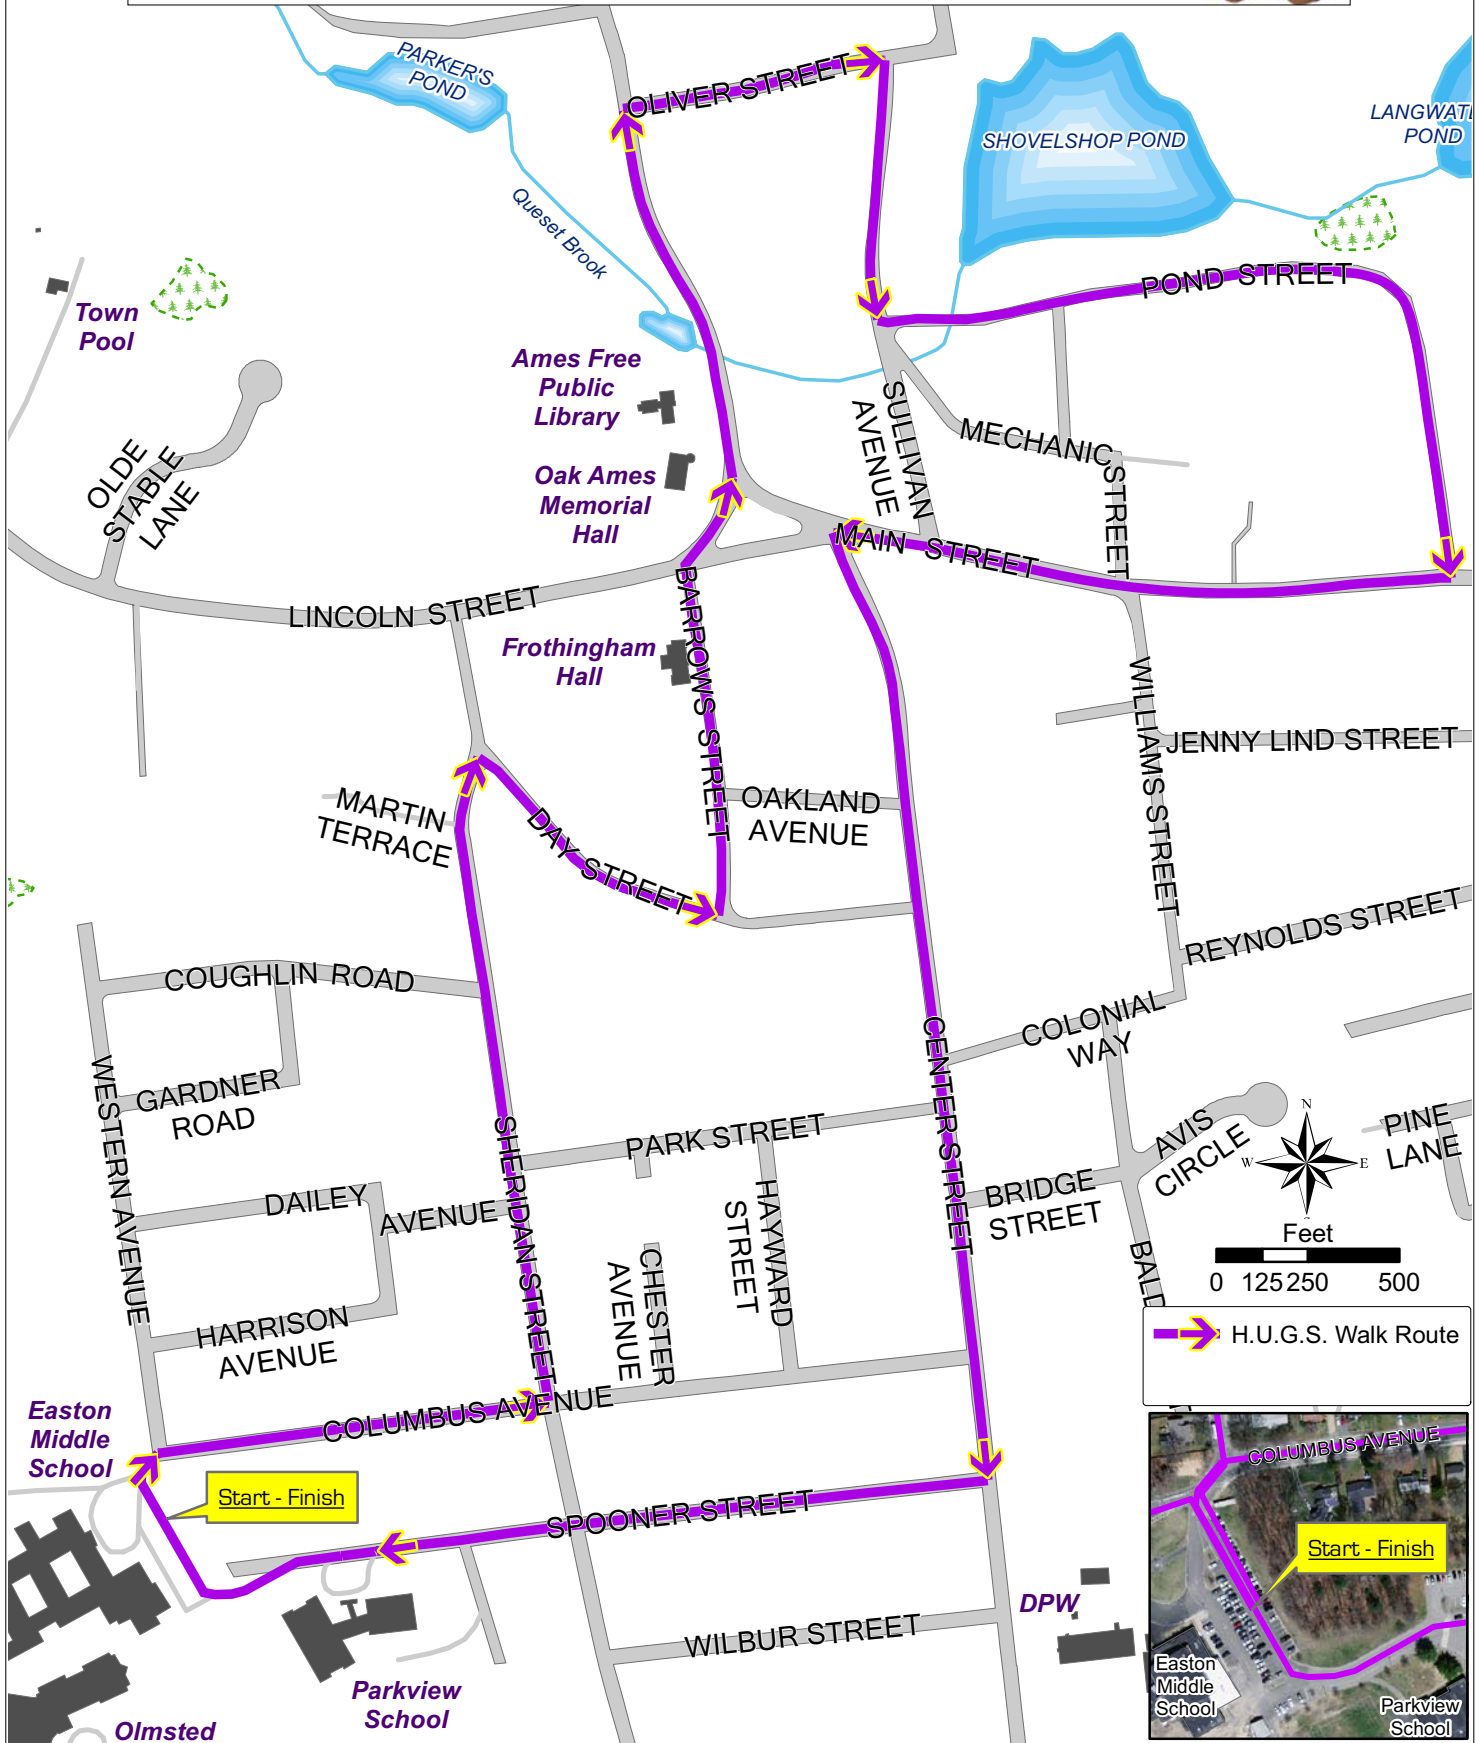 PARKER'S
POND
OLIVER STREET
SHOVELSHOP POND
POND
Queset Brook
Town
Pool
POND STREET
Ames Free
Public
Library
SULLIVAN
AVENUE
MECHANIC
STREET
OLDE
STABLE
LANE
Oak Ames
Memorial
Hall
MAIN STREET
LINCOLN STREET
BARROWS STREET
Frothingham
Hall
WILLIAMS STREET
JENNY LIND STREET
MARTIN
TERRACE
DAY STREET
OAKLAND
AVENUE
REYNOLDS STREET
COUGHLIN ROAD
CENTER STREET
COLONIAL
WAY
WESTERN AVENUE
GARDNER
ROAD
SHERIDAN STREET
PARK STREET
AVIS
CIRCLE
N
W
E
PINE
LANE
DAILEY
AVENUE
HAYWARD
STREET
BRIDGE
STREET
CHESTER
AVENUE
BALD
Feet
0 125 250 500
HARRISON
AVENUE
H.U.G.S. Walk Route
Easton
Middle
School
COLUMBUS AVENUE
Start - Finish
SPOONER STREET
COLUMBUS AVENUE
Start - Finish
Easton
Middle
School
Parkview
School
DPW
WILBUR STREET
Parkview
School
Olmsted